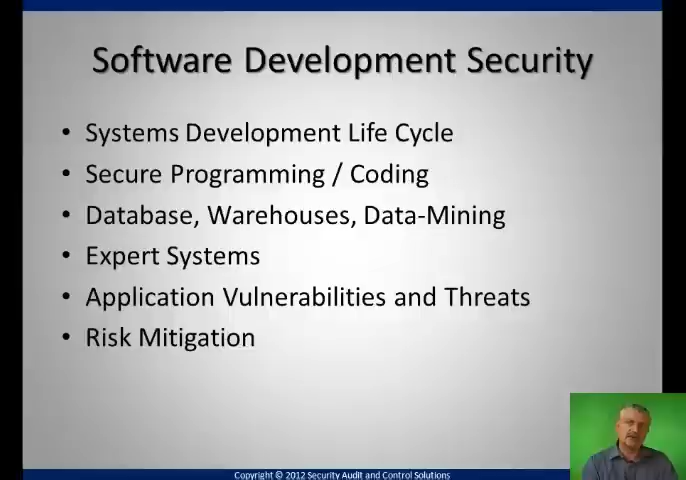 Software Development Security
• Systems Development Life Cycle
• Secure Programming / Coding
• Database, Warehouses, Data-Mining
• Expert Systems
• Application Vulnerabilities and Threats
• Risk Mitigation
Copyright © 2012 Security Audit and Control Solutions